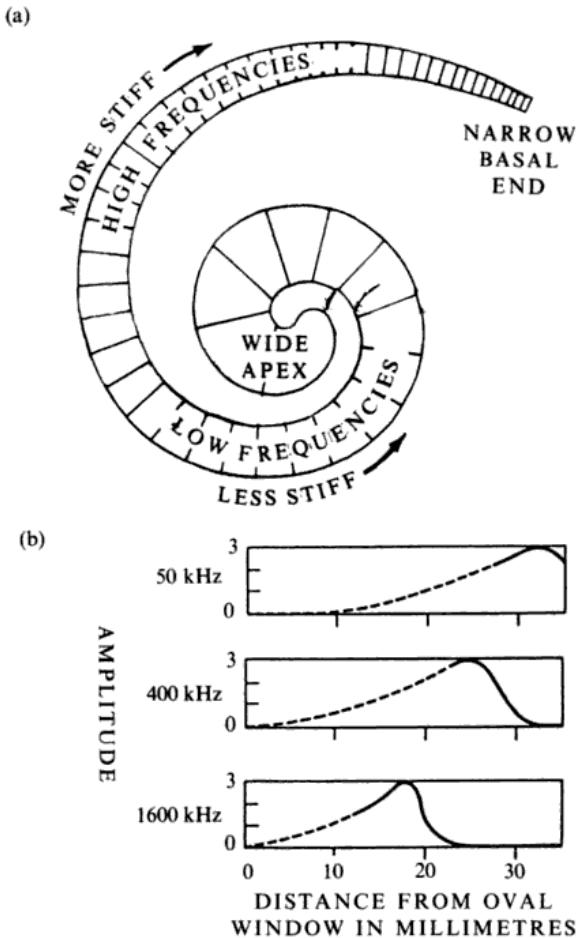 (a)
MORE STIFF
HIGH FREQUENCIES
NARROW
BASAL
END
WIDE
APEX
LOW FREQUENCIES
LESS STIFF
(b)
AMPLITUDE
3
50 kHz
0
3
400 kHz
0
3
1600 kHz
0
0 10 20 30
DISTANCE FROM OVAL
WINDOW IN MILLIMETRES